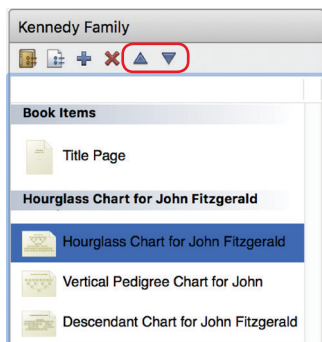 Kennedy Family
Book Items
Title Page
Hourglass Chart for John Fitzgerald
Hourglass Chart for John Fitzgerald
Vertical Pedigree Chart for John
Descendant Chart for John Fitzgerald